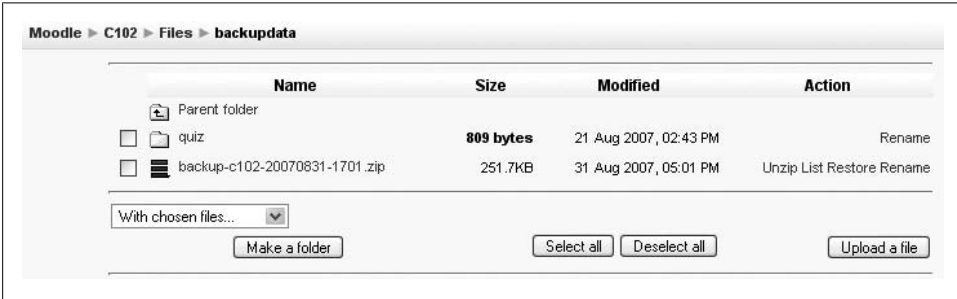 Moodle ► C102 ► Files ► backupdata
Name Size Modified Action
Parent folder
quiz 809 bytes 21 Aug 2007, 02:43 PM Rename
backup-c102-20070831-1701.zip 251.7KB 31 Aug 2007, 05:01 PM Unzip List Restore Rename
With chosen files...
Make a folder Select all Deselect all Upload a file